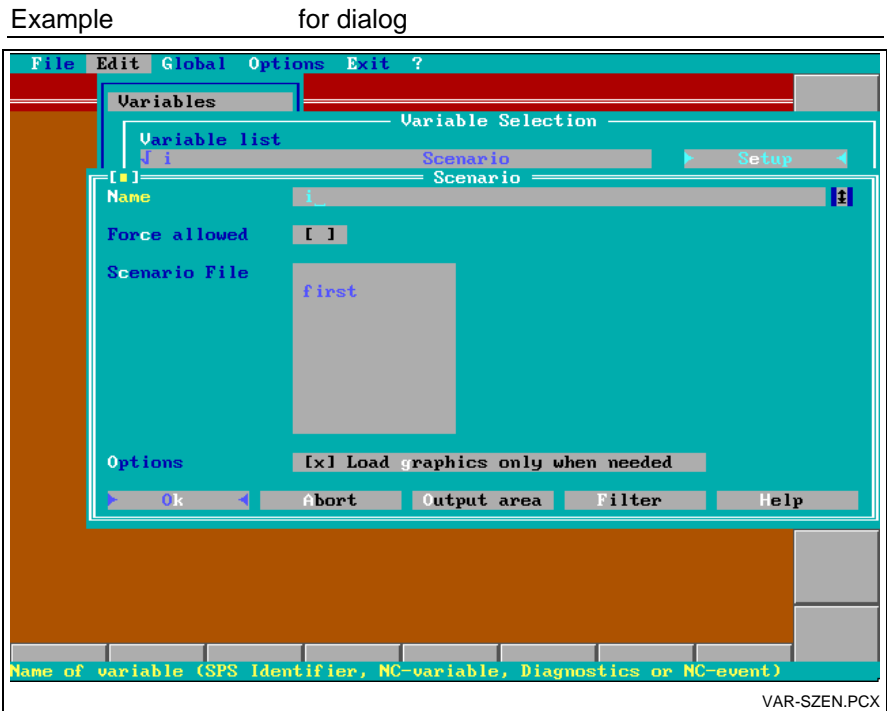 Example for dialog
File Edit Global Options Exit ?
Variables
Variable Selection
Variable list
√ i Scenario Setup
[■] Scenario
Name i_
Force allowed [ ]
Scenario File
first
Options [x] Load graphics only when needed
Ok Abort Output area Filter Help
Name of variable (SPS Identifier, NC-variable, Diagnostics or NC-event)
VAR-SZEN.PCX